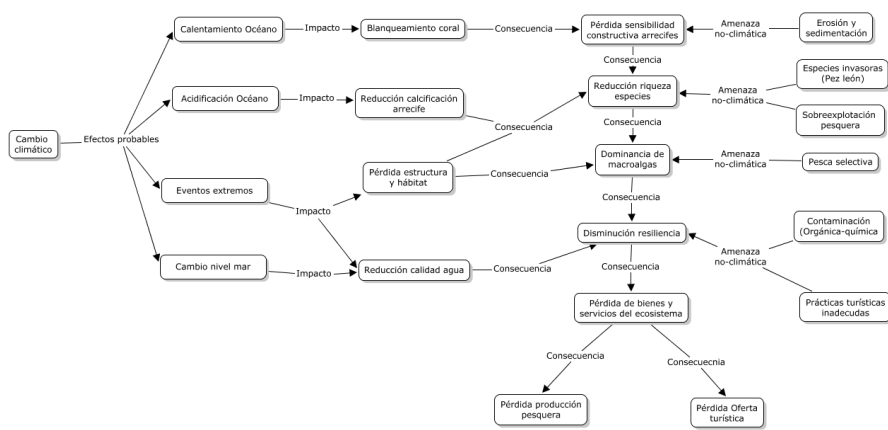 Cambio
climático
Efectos probables
Calentamiento Océano
Impacto
Blanqueamiento coral
Consecuencia
Pérdida sensibilidad
constructiva arrecifes
Amenaza
no-climática
Erosión y
sedimentación
Consecuencia
Acidificación Océano
Impacto
Reducción calcificación
arrecife
Consecuencia
Reducción riqueza
especies
Amenaza
no-climática
Especies invasoras
(Pez león)
Sobreexplotación
pesquera
Consecuencia
Eventos extremos
Impacto
Pérdida estructura
y hábitat
Consecuencia
Dominancia de
macroalgas
Amenaza
no-climática
Pesca selectiva
Consecuencia
Cambio nivel mar
Impacto
Reducción calidad agua
Consecuencia
Disminución resiliencia
Amenaza
no-climática
Contaminación
(Orgánica-química
Prácticas turísticas
inadecudas
Consecuencia
Pérdida de bienes y
servicios del ecosistema
Consecuencia
Consecuecnia
Pérdida producción
pesquera
Pérdida Oferta
turística